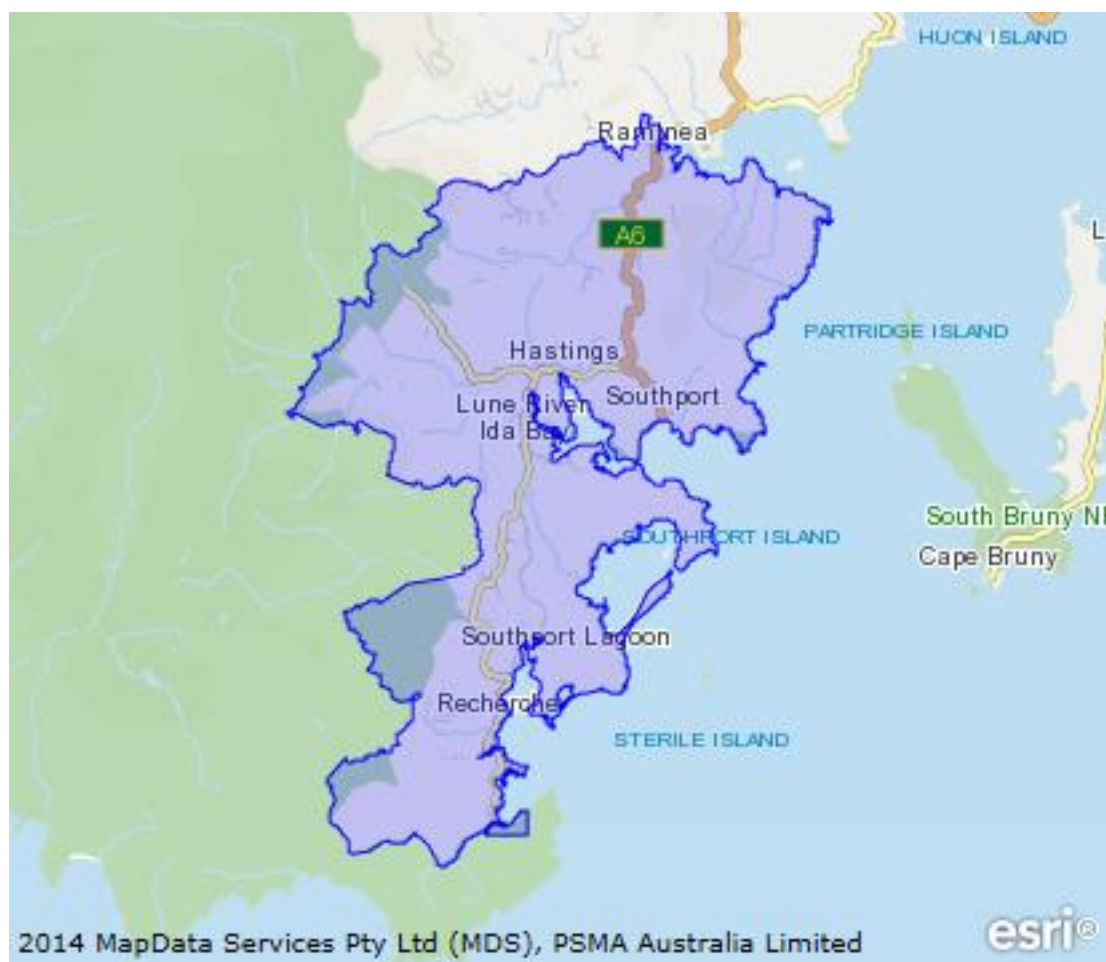 HUON ISLAND
Raminea
A6
L
PARTRIDGE ISLAND
Hastings
Southport
Lune River
Ida Bay
South Bruny N
SOUTHPORT ISLAND
Cape Bruny
Southport Lagoon
Recherche
STERILE ISLAND
2014 MapData Services Pty Ltd (MDS), PSMA Australia Limited
esri®